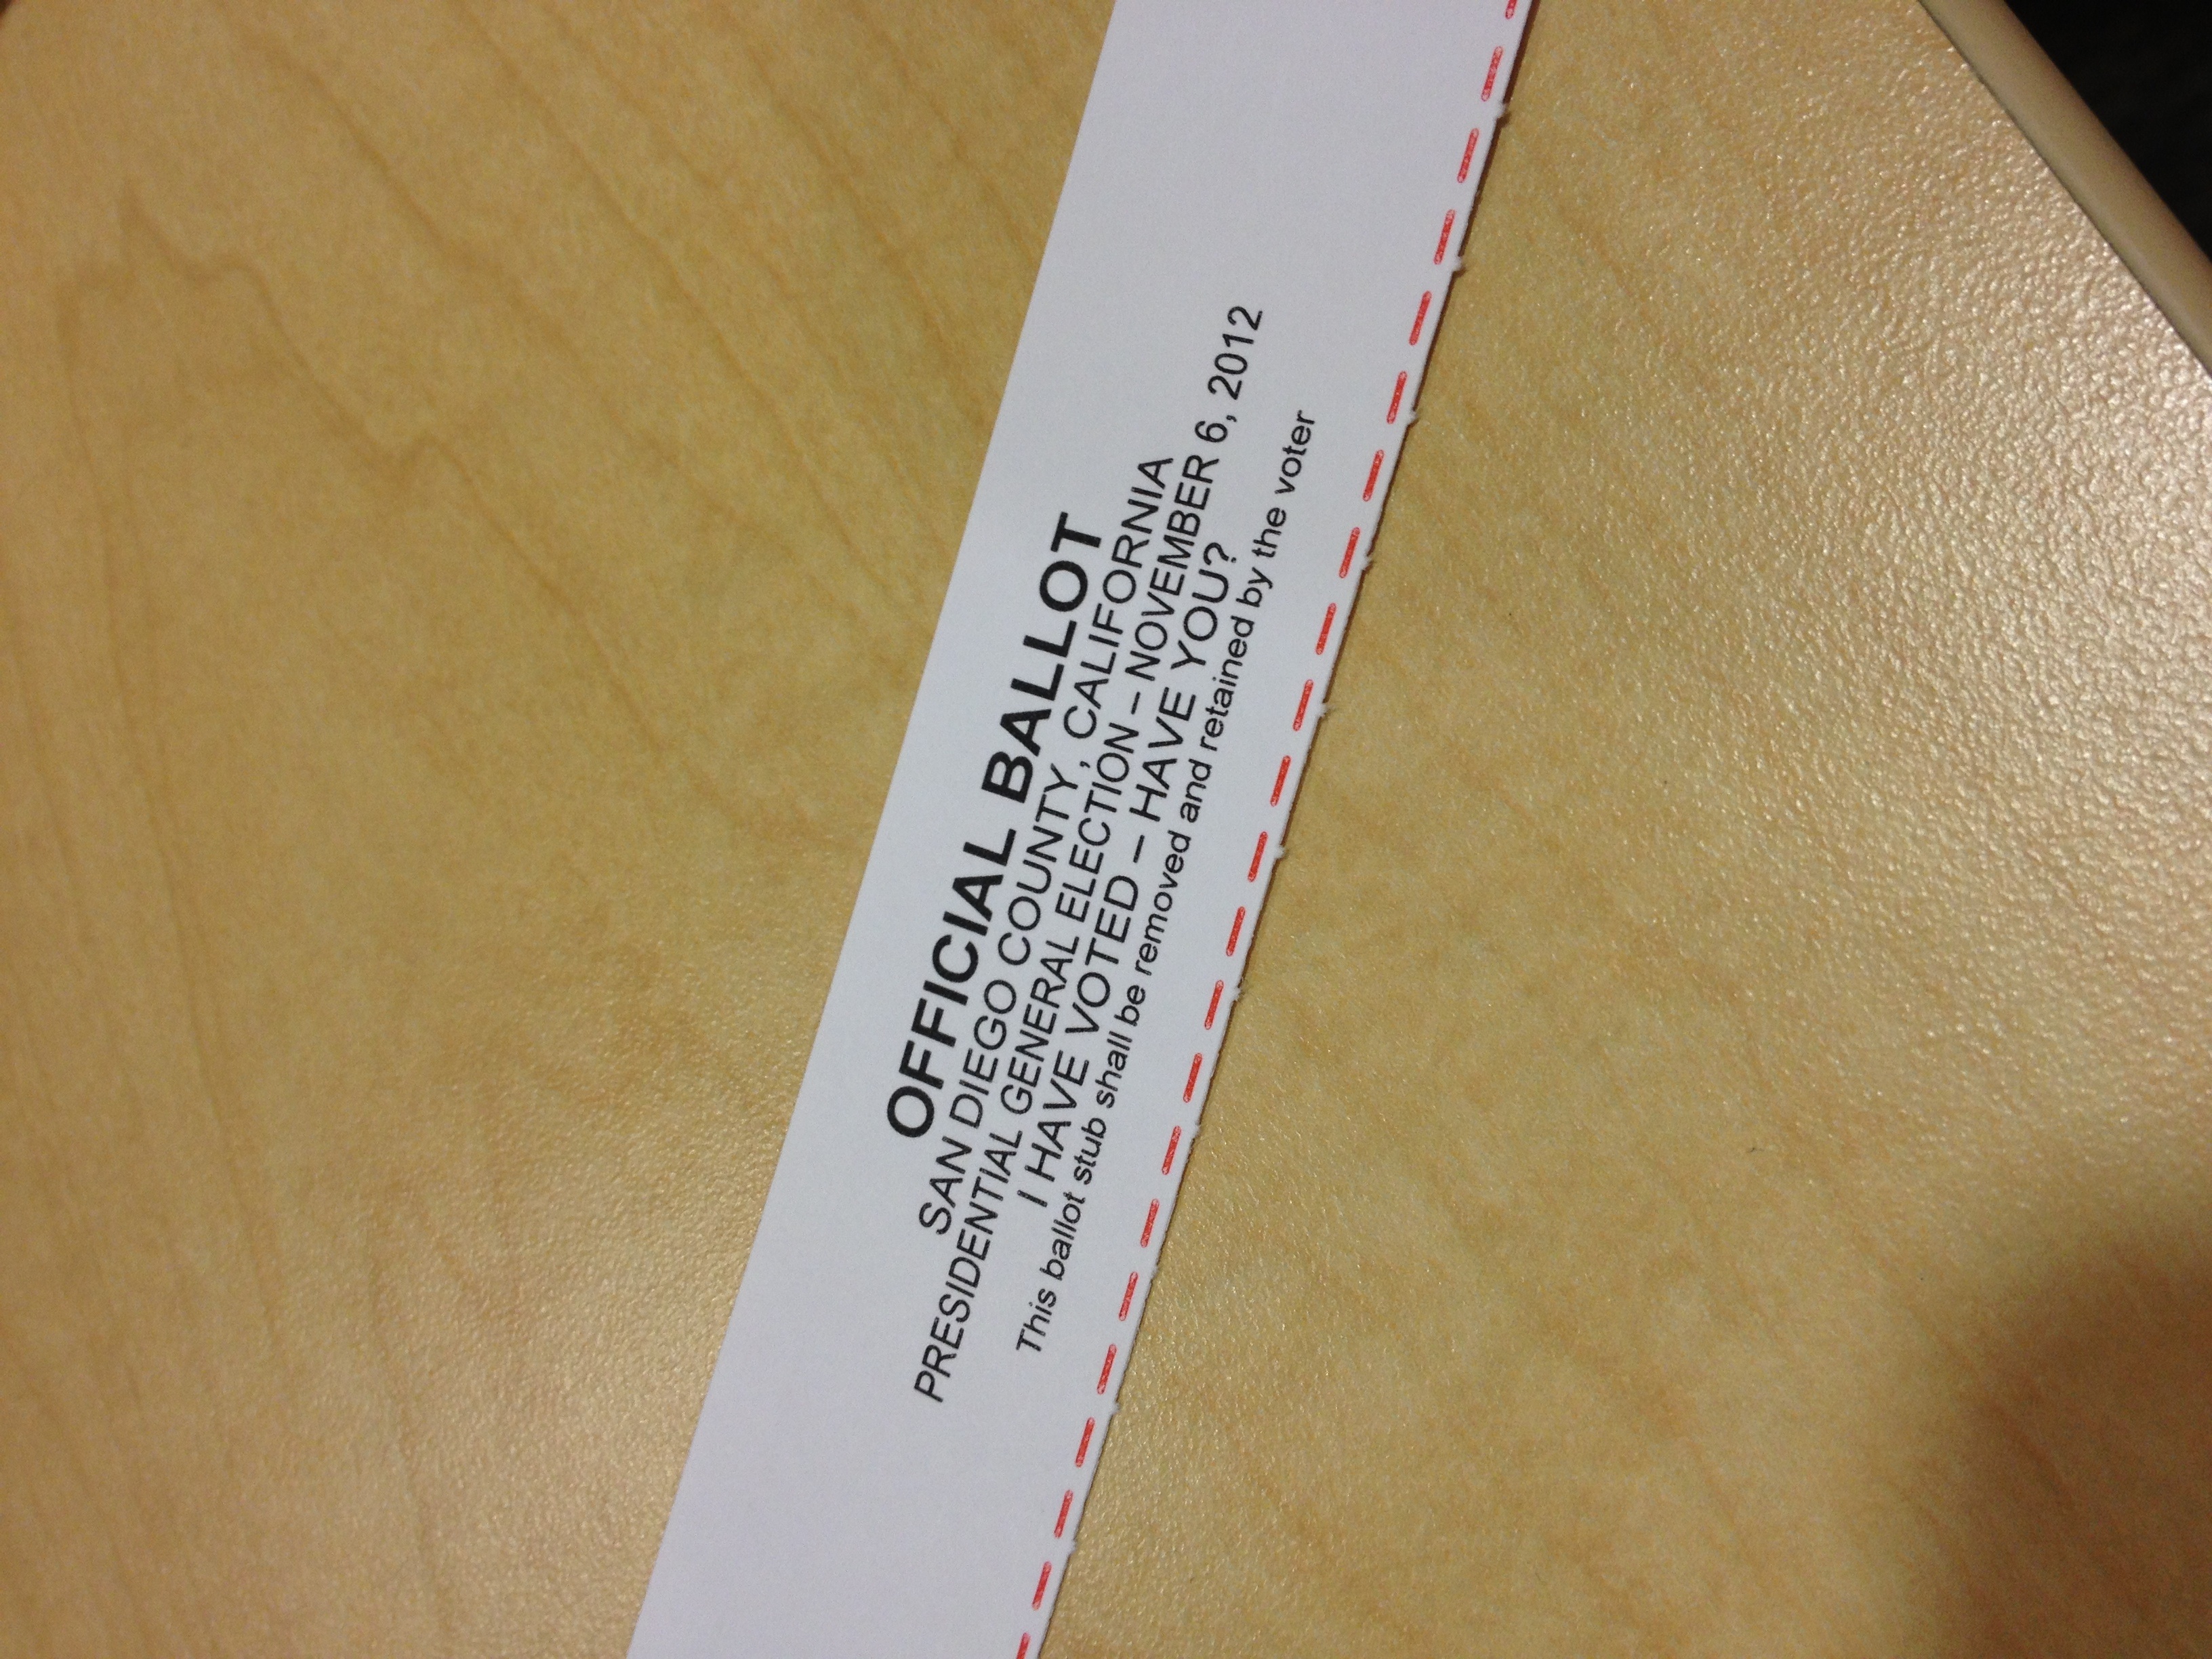 OFFICIAL BALLOT
SAN DIEGO COUNTY, CALIFORNIA
PRESIDENTIAL GENERAL ELECTION – NOVEMBER 6, 2012
I HAVE VOTED – HAVE YOU?
This ballot stub shall be removed and retained by the voter